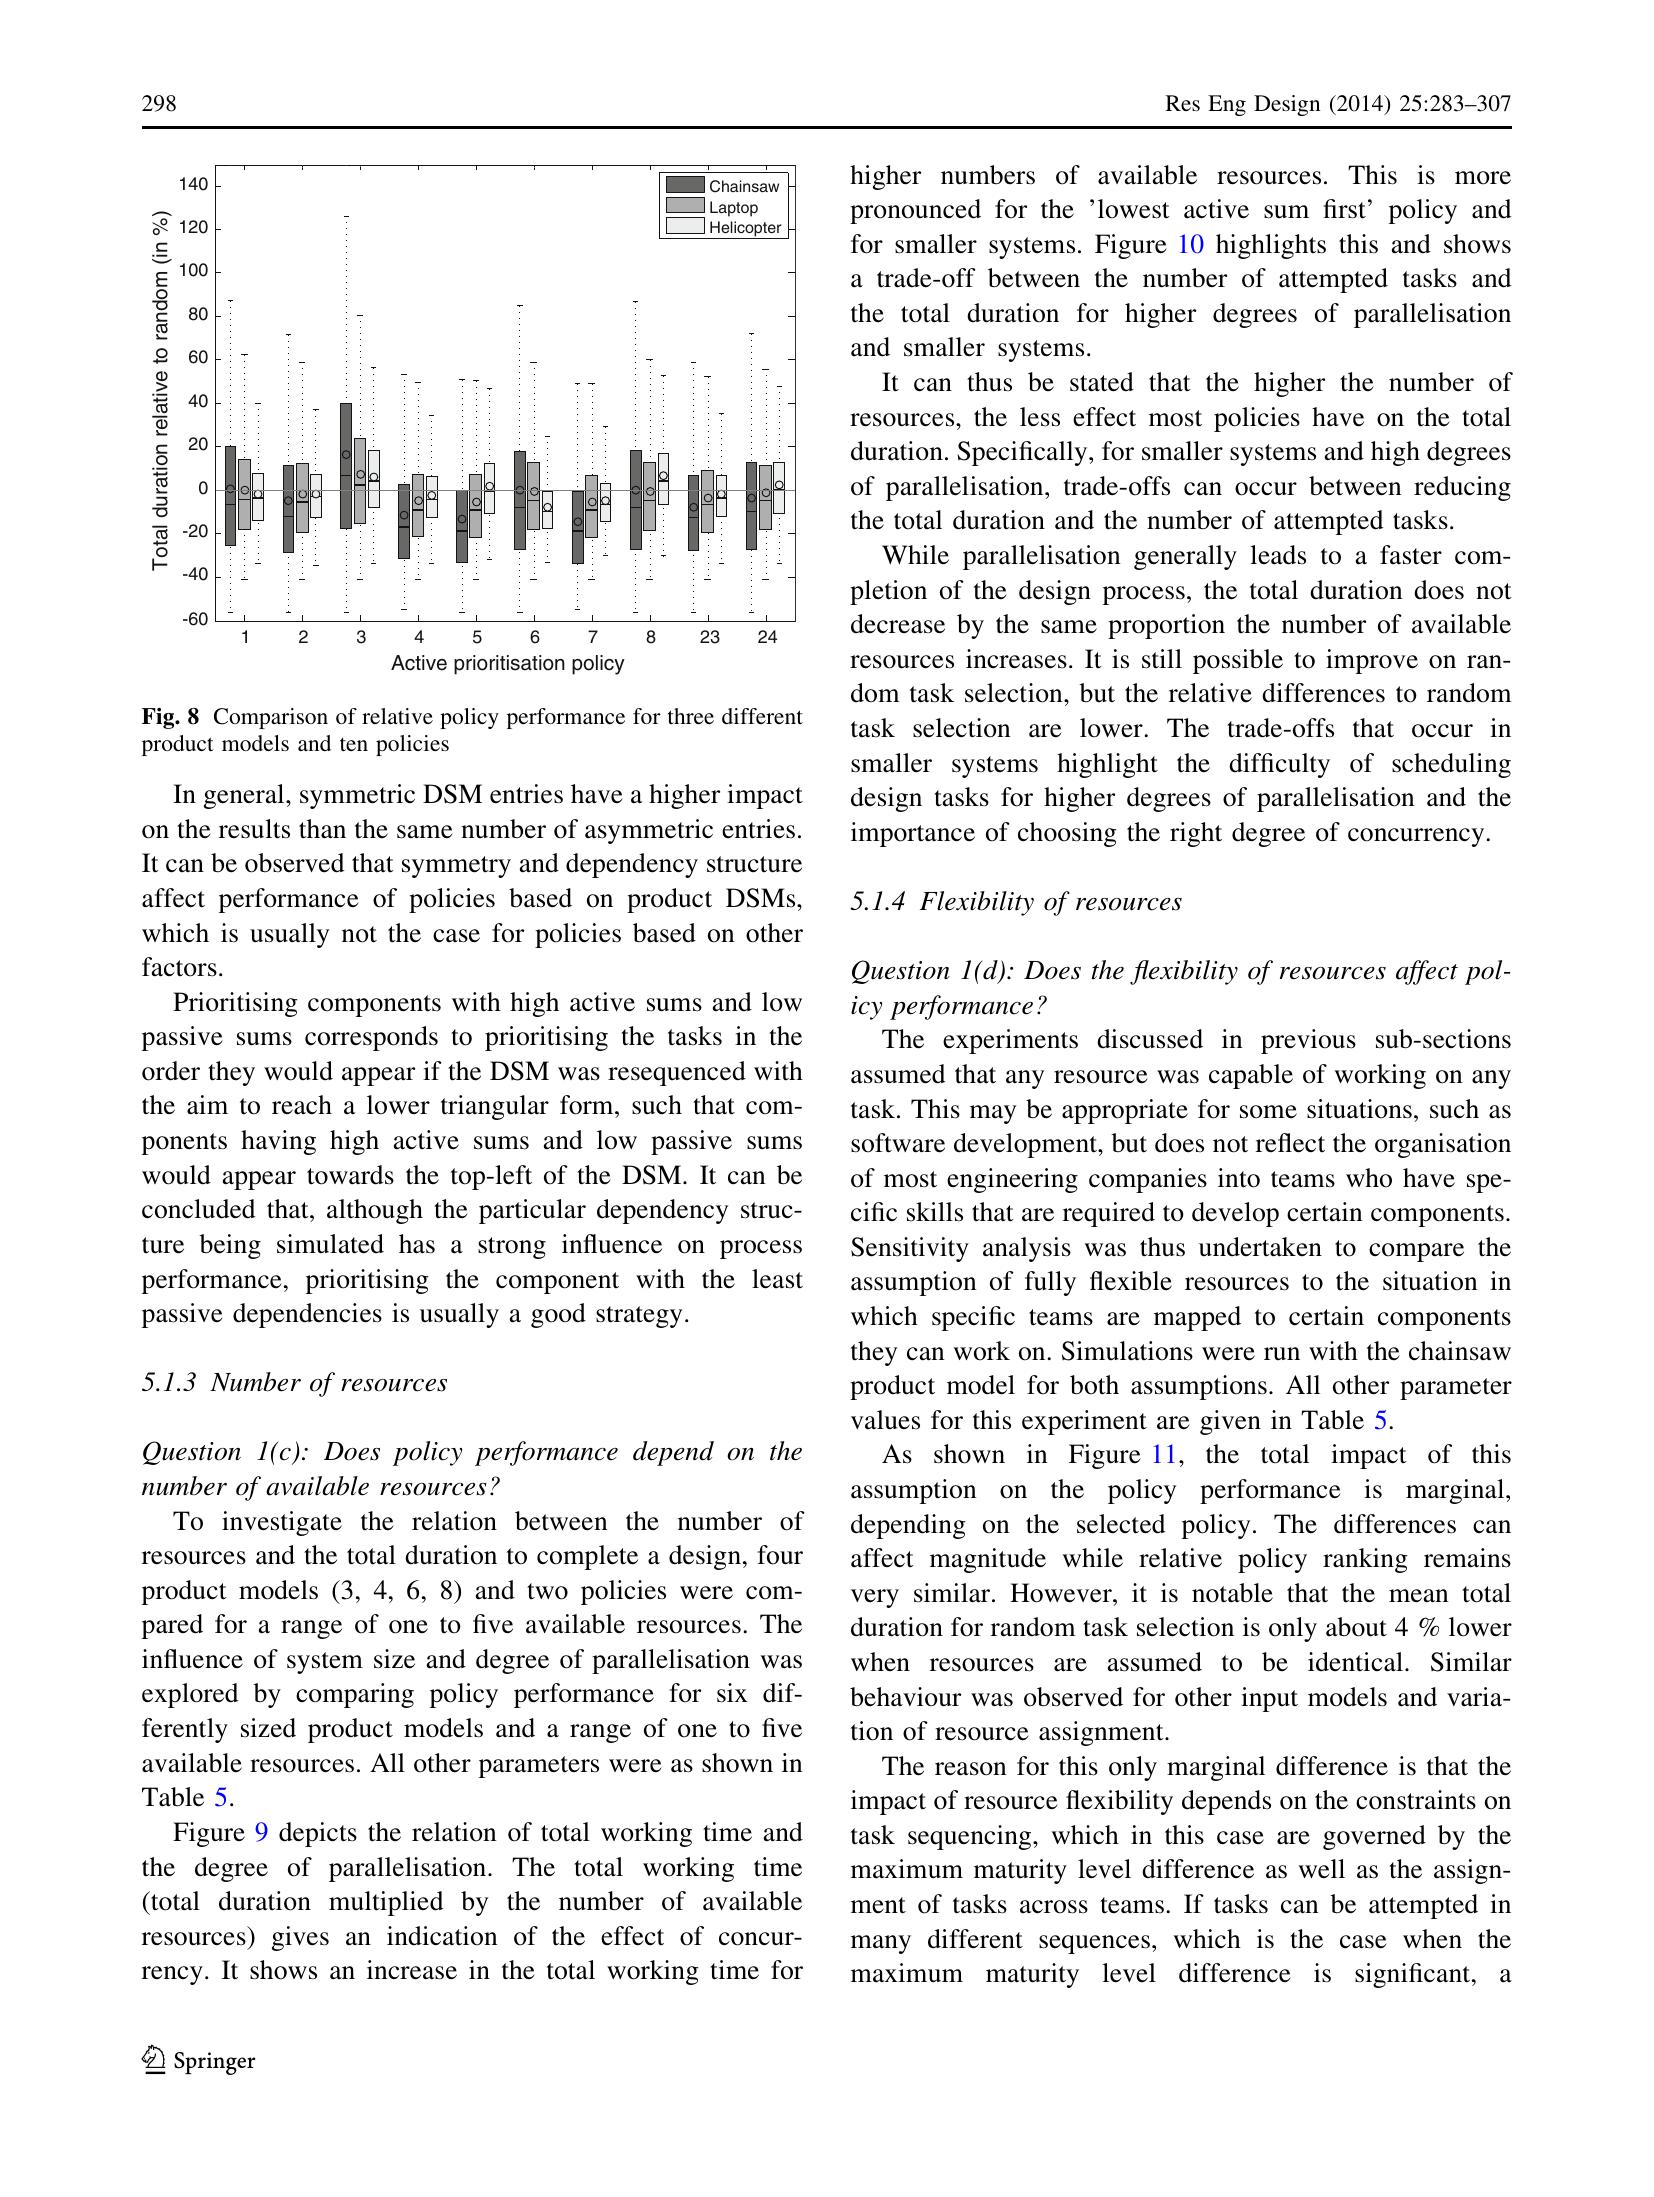 298
Res Eng Design (2014) 25:283–307
140
120
100
80
60
40
20
0
-20
-40
-60
Total duration relative to random (in %)
Chainsaw
Laptop
Helicopter
1 2 3 4 5 6 7 8 23 24
Active prioritisation policy
Fig. 8 Comparison of relative policy performance for three different
product models and ten policies
In general, symmetric DSM entries have a higher impact
on the results than the same number of asymmetric entries.
It can be observed that symmetry and dependency structure
affect performance of policies based on product DSMs,
which is usually not the case for policies based on other
factors.
Prioritising components with high active sums and low
passive sums corresponds to prioritising the tasks in the
order they would appear if the DSM was resequenced with
the aim to reach a lower triangular form, such that com-
ponents having high active sums and low passive sums
would appear towards the top-left of the DSM. It can be
concluded that, although the particular dependency struc-
ture being simulated has a strong influence on process
performance, prioritising the component with the least
passive dependencies is usually a good strategy.
5.1.3 Number of resources
Question 1(c): Does policy performance depend on the
number of available resources?
To investigate the relation between the number of
resources and the total duration to complete a design, four
product models (3, 4, 6, 8) and two policies were com-
pared for a range of one to five available resources. The
influence of system size and degree of parallelisation was
explored by comparing policy performance for six dif-
ferently sized product models and a range of one to five
available resources. All other parameters were as shown in
Table 5.
Figure 9 depicts the relation of total working time and
the degree of parallelisation. The total working time
(total duration multiplied by the number of available
resources) gives an indication of the effect of concur-
rency. It shows an increase in the total working time for
higher numbers of available resources. This is more
pronounced for the ’lowest active sum first’ policy and
for smaller systems. Figure 10 highlights this and shows
a trade-off between the number of attempted tasks and
the total duration for higher degrees of parallelisation
and smaller systems.
It can thus be stated that the higher the number of
resources, the less effect most policies have on the total
duration. Specifically, for smaller systems and high degrees
of parallelisation, trade-offs can occur between reducing
the total duration and the number of attempted tasks.
While parallelisation generally leads to a faster com-
pletion of the design process, the total duration does not
decrease by the same proportion the number of available
resources increases. It is still possible to improve on ran-
dom task selection, but the relative differences to random
task selection are lower. The trade-offs that occur in
smaller systems highlight the difficulty of scheduling
design tasks for higher degrees of parallelisation and the
importance of choosing the right degree of concurrency.
5.1.4 Flexibility of resources
Question 1(d): Does the flexibility of resources affect pol-
icy performance?
The experiments discussed in previous sub-sections
assumed that any resource was capable of working on any
task. This may be appropriate for some situations, such as
software development, but does not reflect the organisation
of most engineering companies into teams who have spe-
cific skills that are required to develop certain components.
Sensitivity analysis was thus undertaken to compare the
assumption of fully flexible resources to the situation in
which specific teams are mapped to certain components
they can work on. Simulations were run with the chainsaw
product model for both assumptions. All other parameter
values for this experiment are given in Table 5.
As shown in Figure 11, the total impact of this
assumption on the policy performance is marginal,
depending on the selected policy. The differences can
affect magnitude while relative policy ranking remains
very similar. However, it is notable that the mean total
duration for random task selection is only about 4 % lower
when resources are assumed to be identical. Similar
behaviour was observed for other input models and varia-
tion of resource assignment.
The reason for this only marginal difference is that the
impact of resource flexibility depends on the constraints on
task sequencing, which in this case are governed by the
maximum maturity level difference as well as the assign-
ment of tasks across teams. If tasks can be attempted in
many different sequences, which is the case when the
maximum maturity level difference is significant, a
Springer